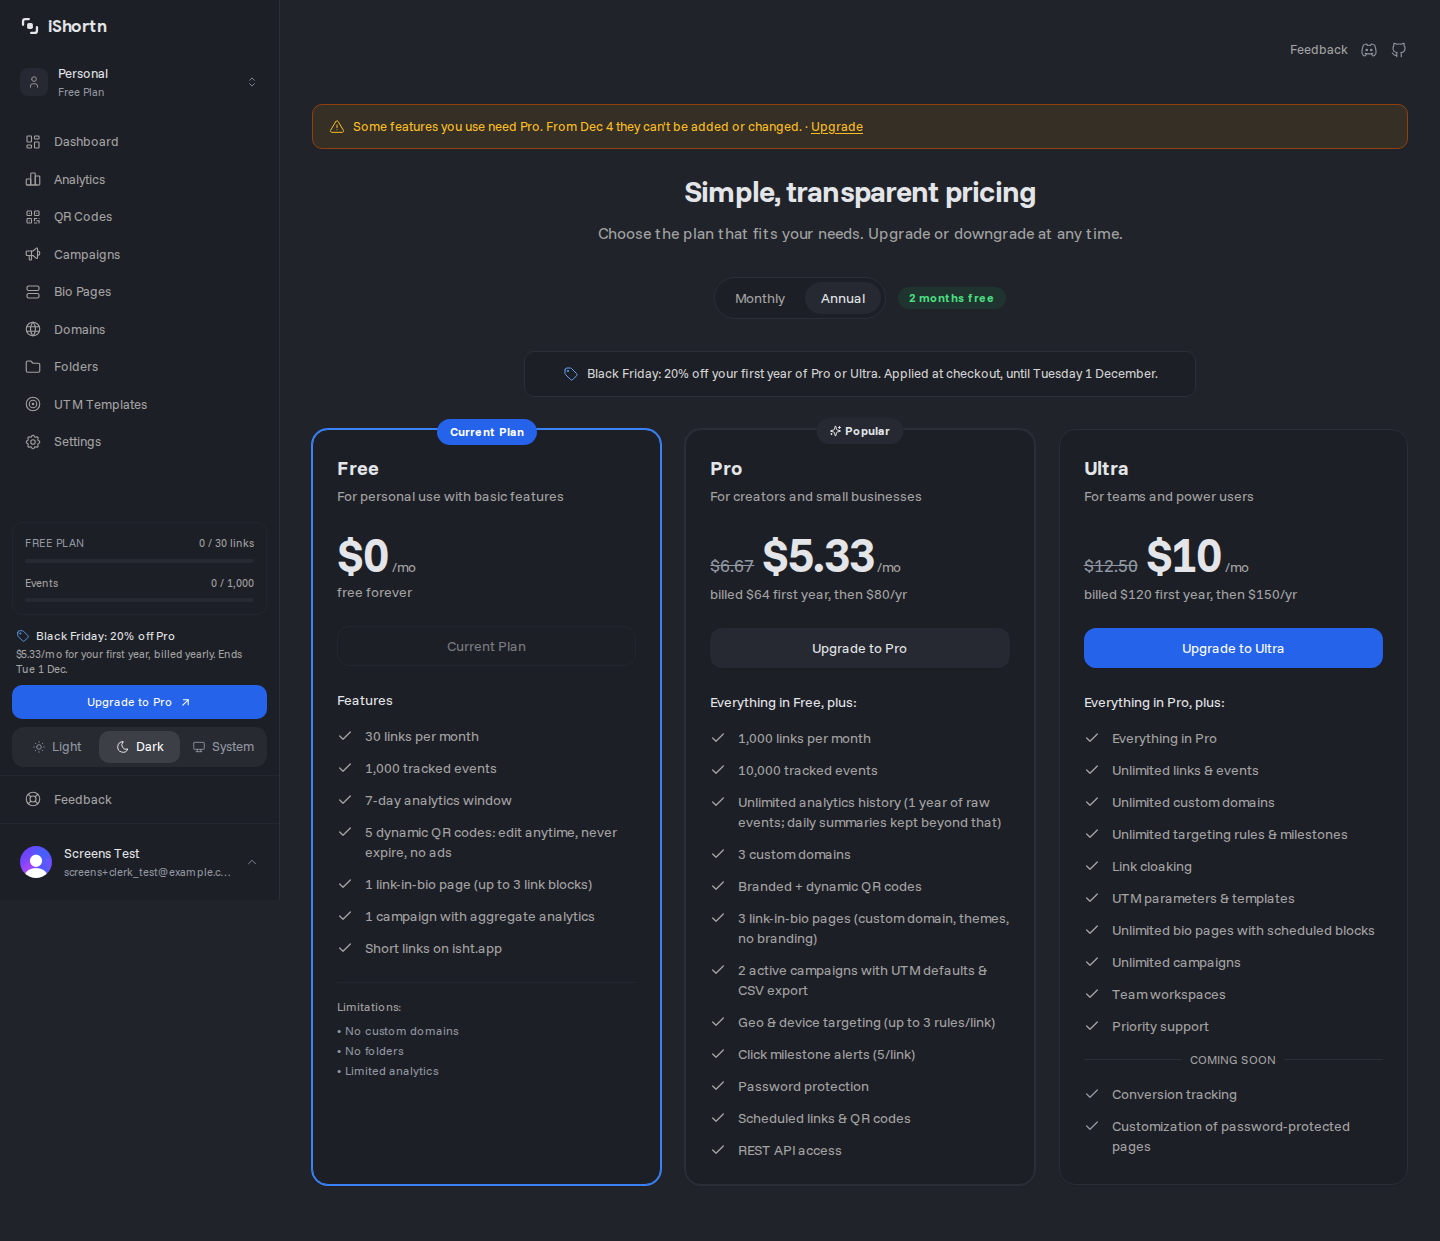 iShortn
Personal
Free Plan
Dashboard
Analytics
QR Codes
Campaigns
Bio Pages
Domains
Folders
UTM Templates
Settings
FREE PLAN 0 / 30 links
Events 0 / 1,000
Black Friday: 20% off Pro
$5.33/mo for your first year, billed yearly. Ends
Tue 1 Dec.
Upgrade to Pro
Light Dark System
Feedback
Screens Test
screens+clerk_test@example.c...
Feedback
Some features you use need Pro. From Dec 4 they can't be added or changed. · Upgrade
Simple, transparent pricing
Choose the plan that fits your needs. Upgrade or downgrade at any time.
Monthly Annual 2 months free
Black Friday: 20% off your first year of Pro or Ultra. Applied at checkout, until Tuesday 1 December.
Current Plan
Free
For personal use with basic features
$0 /mo
free forever
Current Plan
Features
30 links per month
1,000 tracked events
7-day analytics window
5 dynamic QR codes: edit anytime, never
expire, no ads
1 link-in-bio page (up to 3 link blocks)
1 campaign with aggregate analytics
Short links on isht.app
Limitations:
• No custom domains
• No folders
• Limited analytics
Popular
Pro
For creators and small businesses
$6.67 $5.33 /mo
billed $64 first year, then $80/yr
Upgrade to Pro
Everything in Free, plus:
1,000 links per month
10,000 tracked events
Unlimited analytics history (1 year of raw
events; daily summaries kept beyond that)
3 custom domains
Branded + dynamic QR codes
3 link-in-bio pages (custom domain, themes,
no branding)
2 active campaigns with UTM defaults &
CSV export
Geo & device targeting (up to 3 rules/link)
Click milestone alerts (5/link)
Password protection
Scheduled links & QR codes
REST API access
Ultra
For teams and power users
$12.50 $10 /mo
billed $120 first year, then $150/yr
Upgrade to Ultra
Everything in Pro, plus:
Everything in Pro
Unlimited links & events
Unlimited custom domains
Unlimited targeting rules & milestones
Link cloaking
UTM parameters & templates
Unlimited bio pages with scheduled blocks
Unlimited campaigns
Team workspaces
Priority support
COMING SOON
Conversion tracking
Customization of password-protected
pages